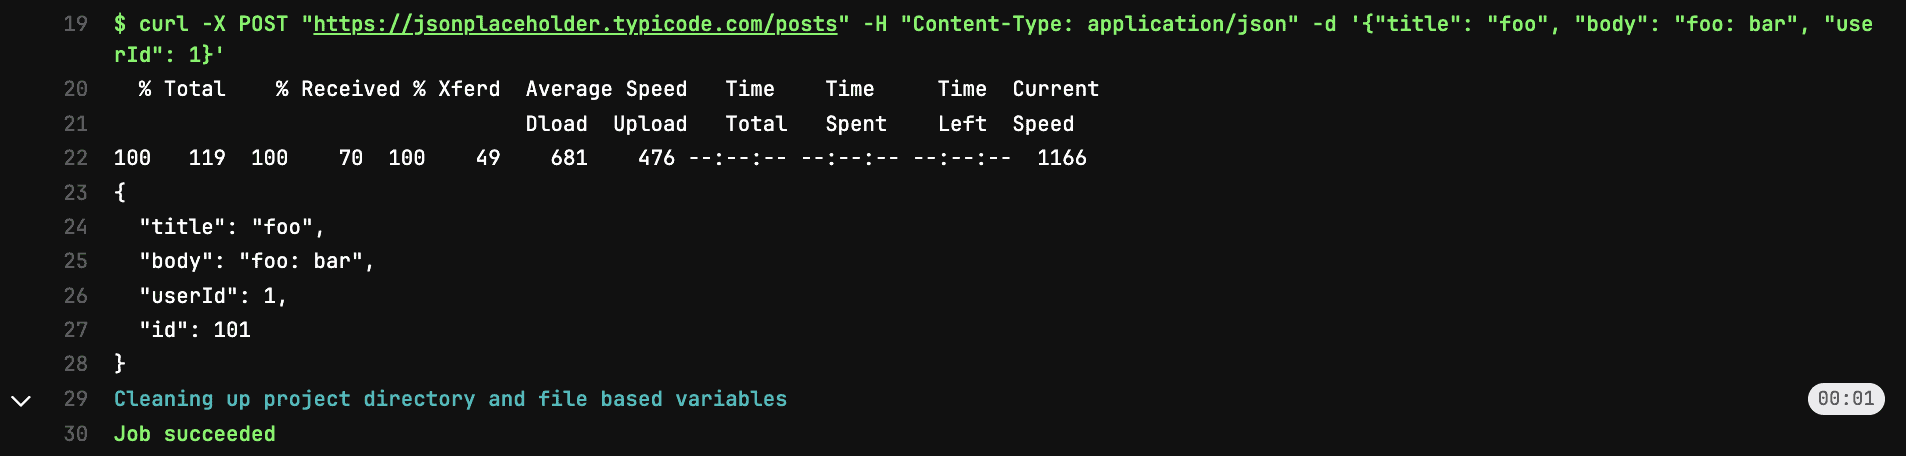 19 $ curl -X POST "https://jsonplaceholder.typicode.com/posts" -H "Content-Type: application/json" -d '{"title": "foo", "body": "foo: bar", "use
rId": 1}'
20   % Total    % Received % Xferd  Average Speed   Time    Time     Time  Current
21                                  Dload  Upload   Total   Spent    Left  Speed
22 100   119  100    70  100    49    681    476 --:--:-- --:--:-- --:--:--  1166
23 {
24   "title": "foo",
25   "body": "foo: bar",
26   "userId": 1,
27   "id": 101
28 }
29 Cleaning up project directory and file based variables 00:01
30 Job succeeded